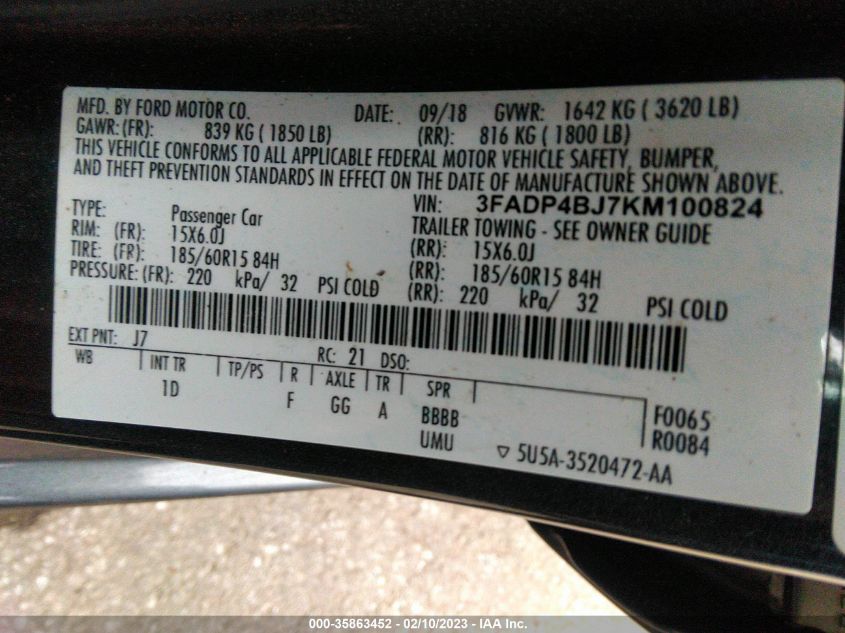 MFD. BY FORD MOTOR CO. DATE: 09/18 GVWR: 1642 KG ( 3620 LB)
GAWR: (FR): 839 KG ( 1850 LB) (RR): 816 KG ( 1800 LB)
THIS VEHICLE CONFORMS TO ALL APPLICABLE FEDERAL MOTOR VEHICLE SAFETY, BUMPER,
AND THEFT PREVENTION STANDARDS IN EFFECT ON THE DATE OF MANUFACTURE SHOWN ABOVE.
VIN: 3FADP4BJ7KM100824
TYPE: Passenger Car TRAILER TOWING - SEE OWNER GUIDE
RIM: (FR): 15X6.0J (RR): 15X6.0J
TIRE: (FR): 185/60R15 84H (RR): 185/60R15 84H
PRESSURE: (FR): 220 kPa/ 32 PSI COLD (RR): 220 kPa/ 32 PSI COLD
EXT PNT: J7 RC: 21 DSO:
WB INT TR TP/PS R AXLE TR SPR
1D F GG A BBBB F0065
UMU R0084
5U5A-3520472-AA
000-35863452 - 02/10/2023 - IAA Inc.